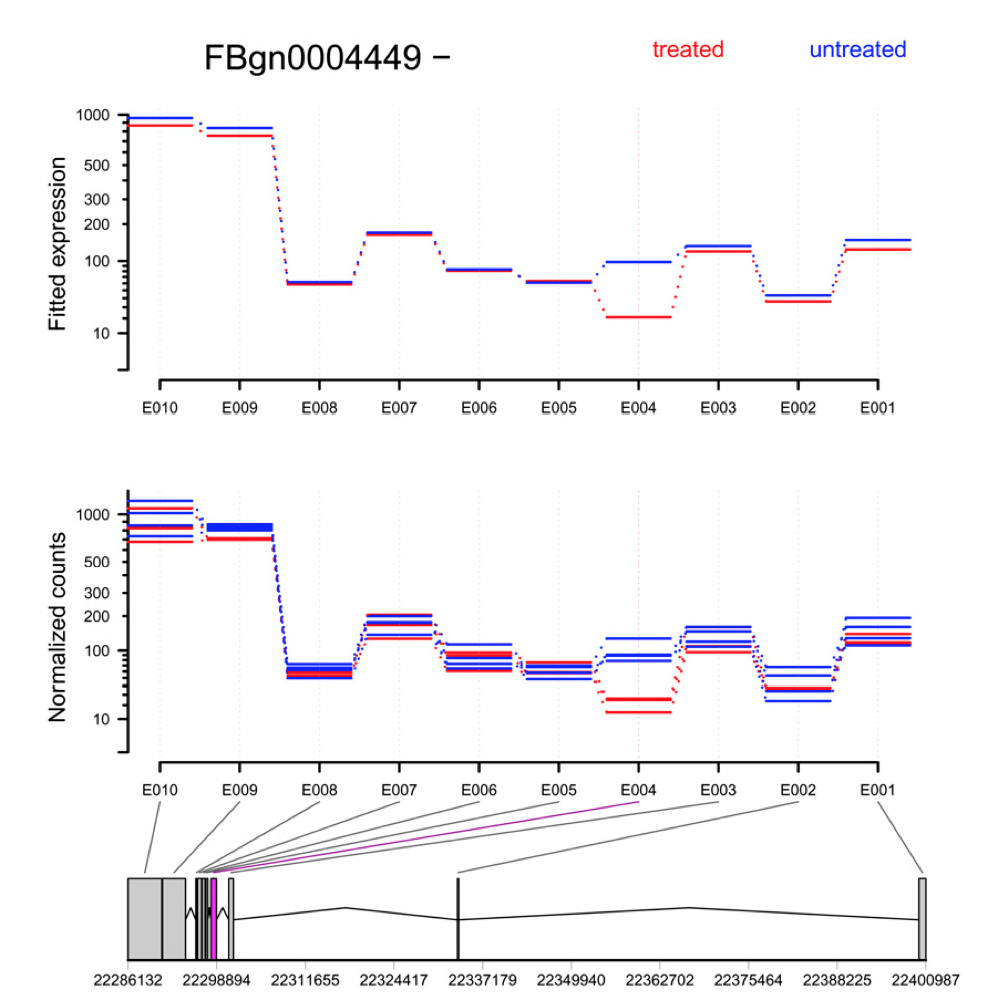 FBgn0004449 − treated untreated
Fitted expression
1000
500
300
200
100
10
E010 E009 E008 E007 E006 E005 E004 E003 E002 E001
Normalized counts
1000
500
300
200
100
10
E010 E009 E008 E007 E006 E005 E004 E003 E002 E001
22286132 22298894 22311655 22324417 22337179 22349940 22362702 22375464 22388225 22400987